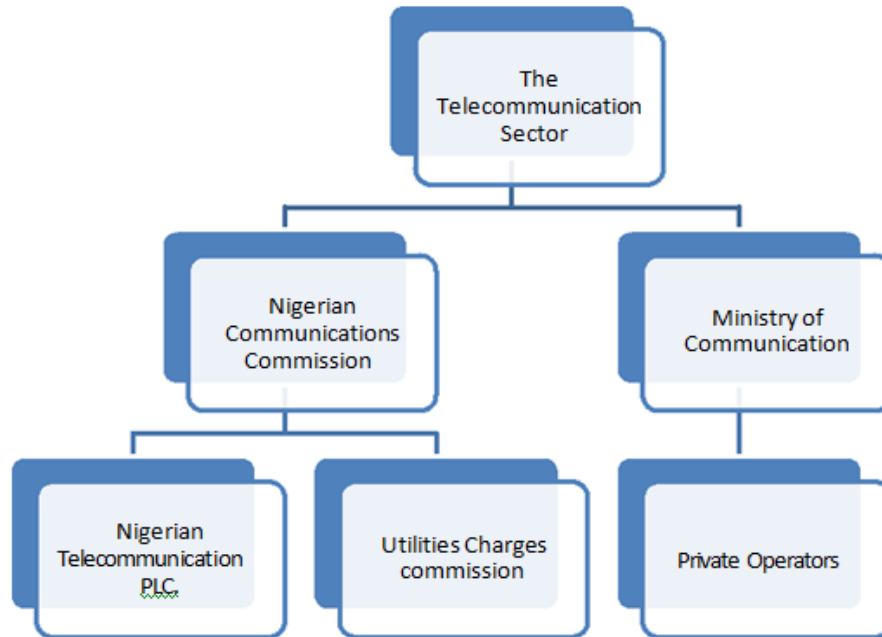 The
Telecommunication
Sector
Nigerian
Communications
Commission
Ministry of
Communication
Nigerian
Telecommunication
PLC.
Utilities Charges
commission
Private Operators